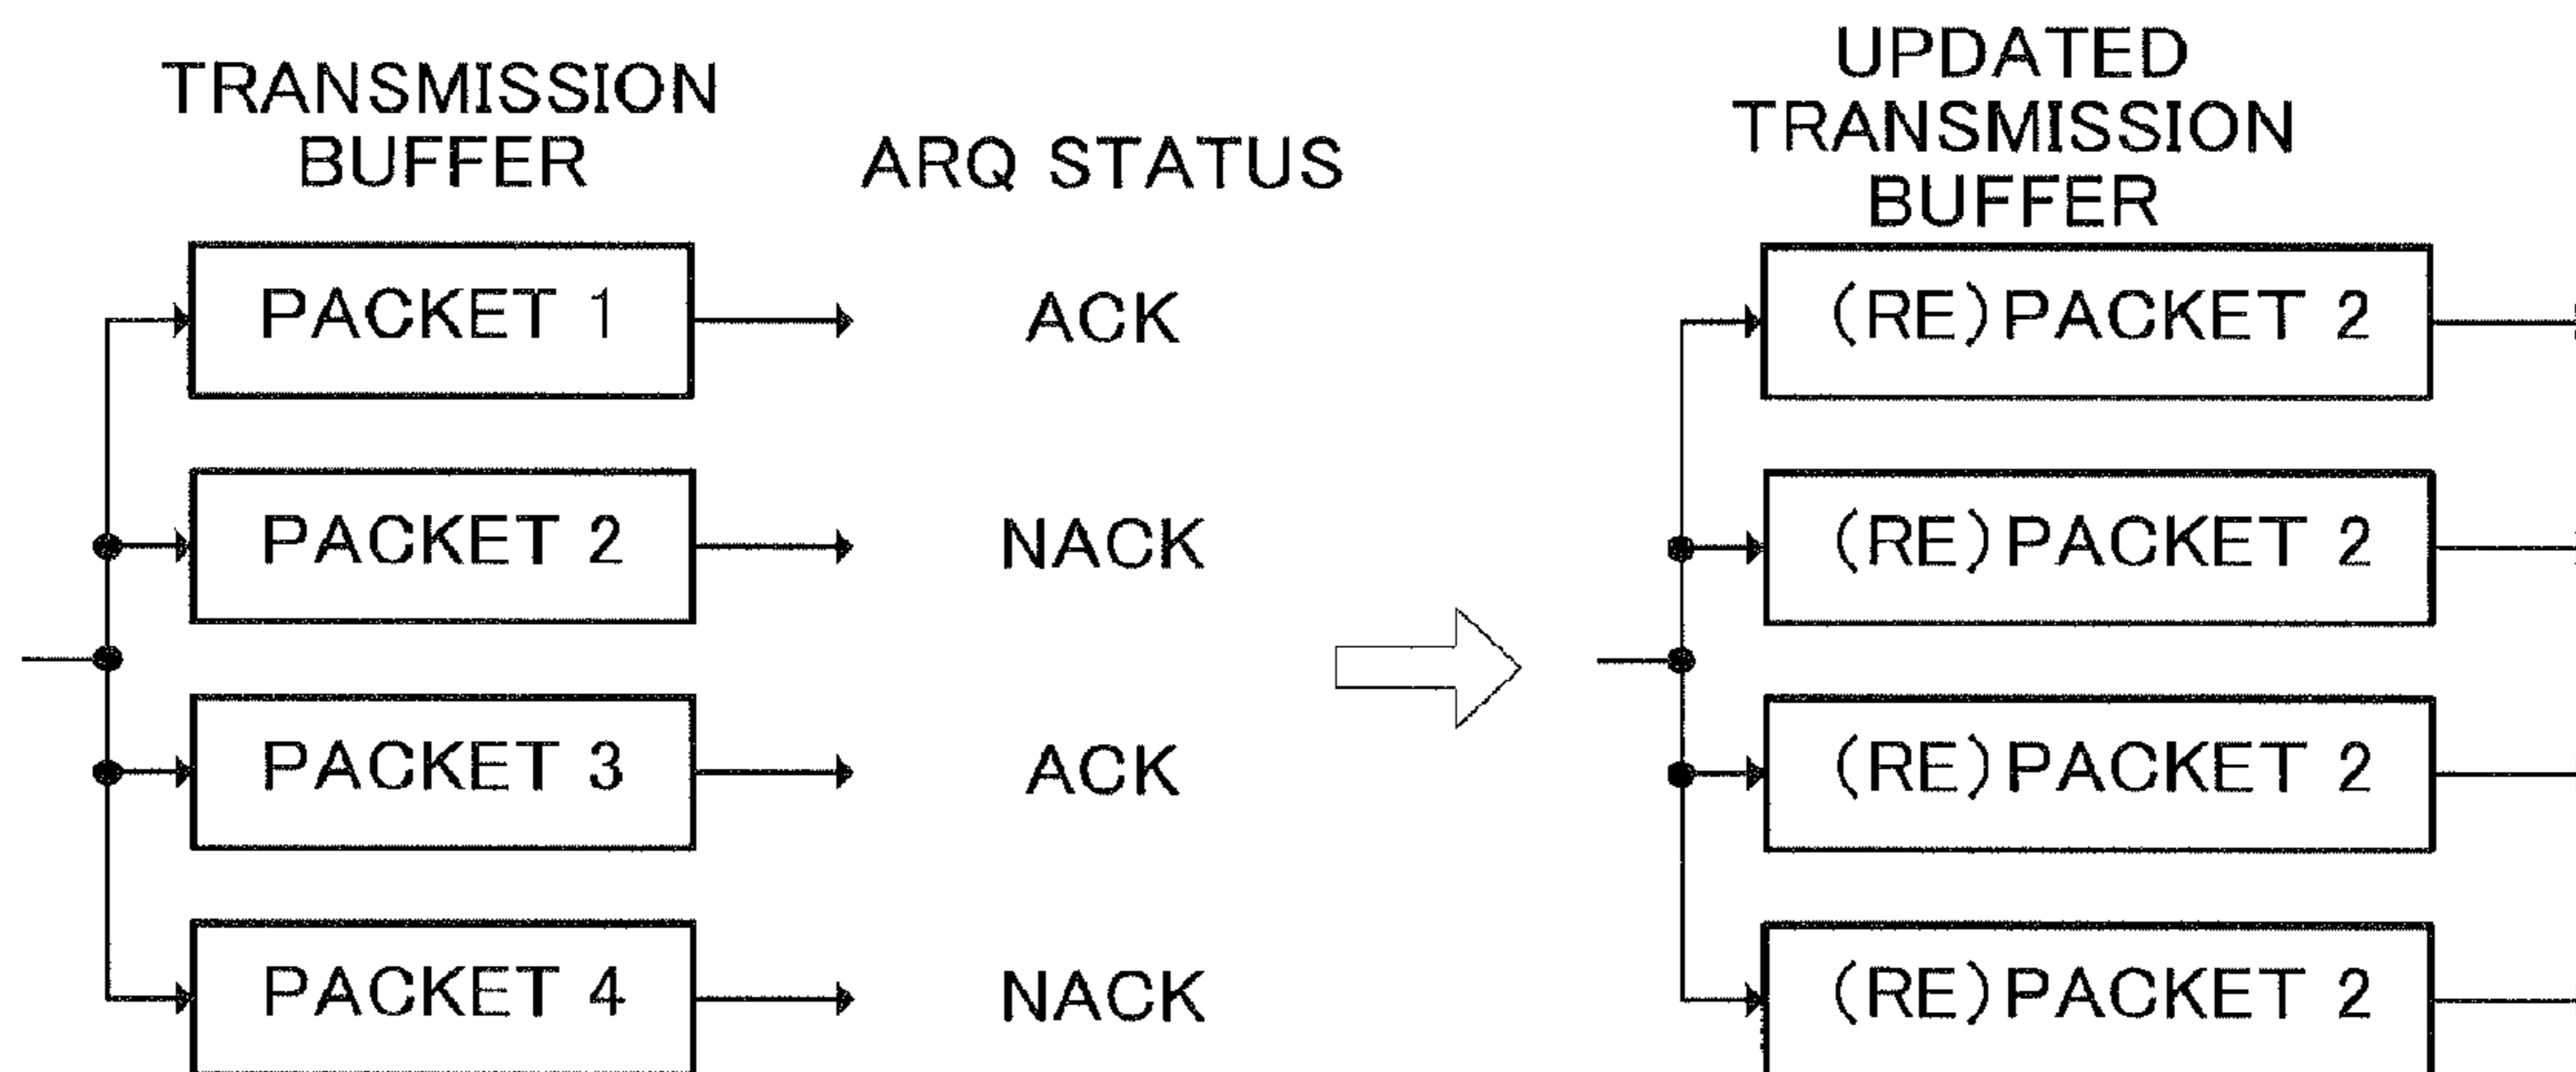 TRANSMISSION
BUFFER
ARQ STATUS
PACKET 1
ACK
PACKET 2
NACK
PACKET 3
ACK
PACKET 4
NACK
UPDATED
TRANSMISSION
BUFFER
(RE)PACKET 2
(RE)PACKET 2
(RE)PACKET 2
(RE)PACKET 2